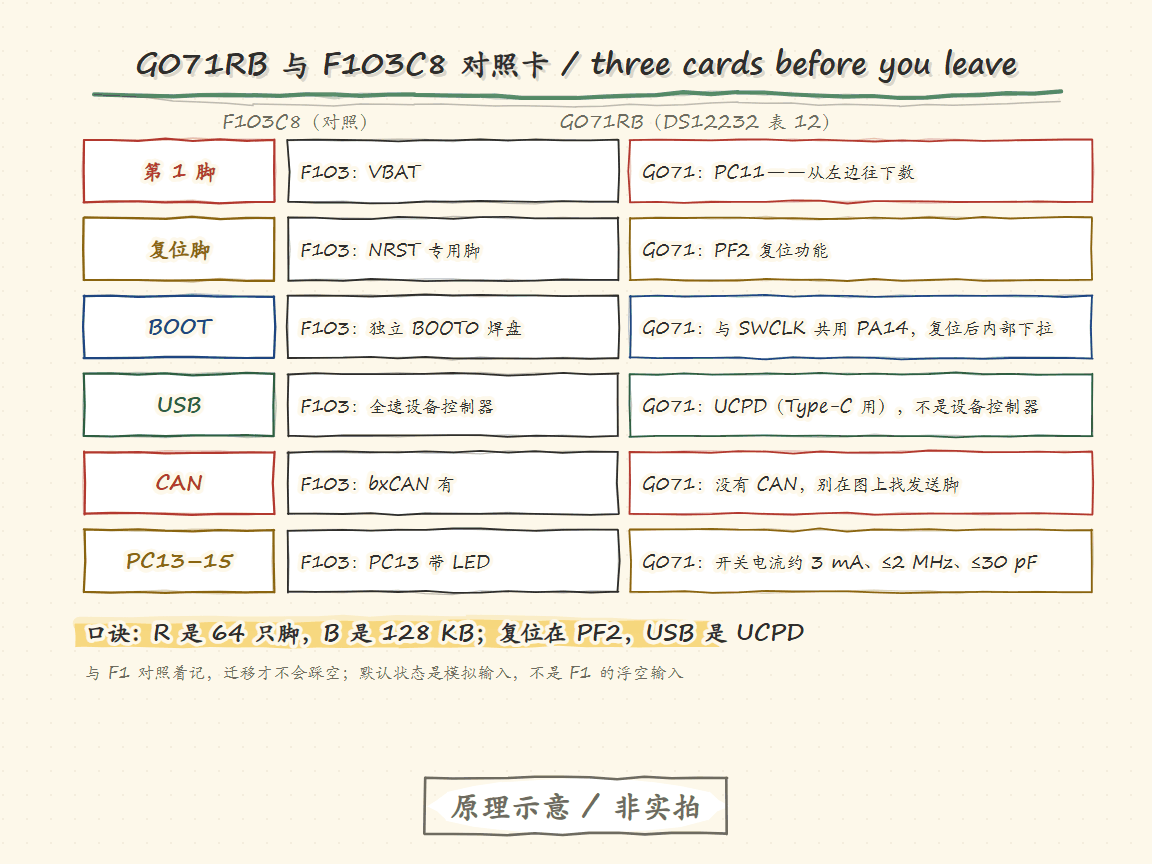 G071RB 与 F103C8 对照卡 / three cards before you leave
F103C8（对照）
G071RB（DS12232 表 12）
第 1 脚
F103：VBAT
G071：PC11——从左边往下数
复位脚
F103：NRST 专用脚
G071：PF2 复位功能
BOOT
F103：独立 BOOT0 焊盘
G071：与 SWCLK 共用 PA14，复位后内部下拉
USB
F103：全速设备控制器
G071：UCPD（Type-C 用），不是设备控制器
CAN
F103：bxCAN 有
G071：没有 CAN，别在图上找发送脚
PC13–15
F103：PC13 带 LED
G071：开关电流约 3 mA、≤2 MHz、≤30 pF
口诀：R 是 64 只脚，B 是 128 KB；复位在 PF2，USB 是 UCPD
与 F1 对照着记，迁移才不会踩空；默认状态是模拟输入，不是 F1 的浮空输入
原理示意 / 非实拍